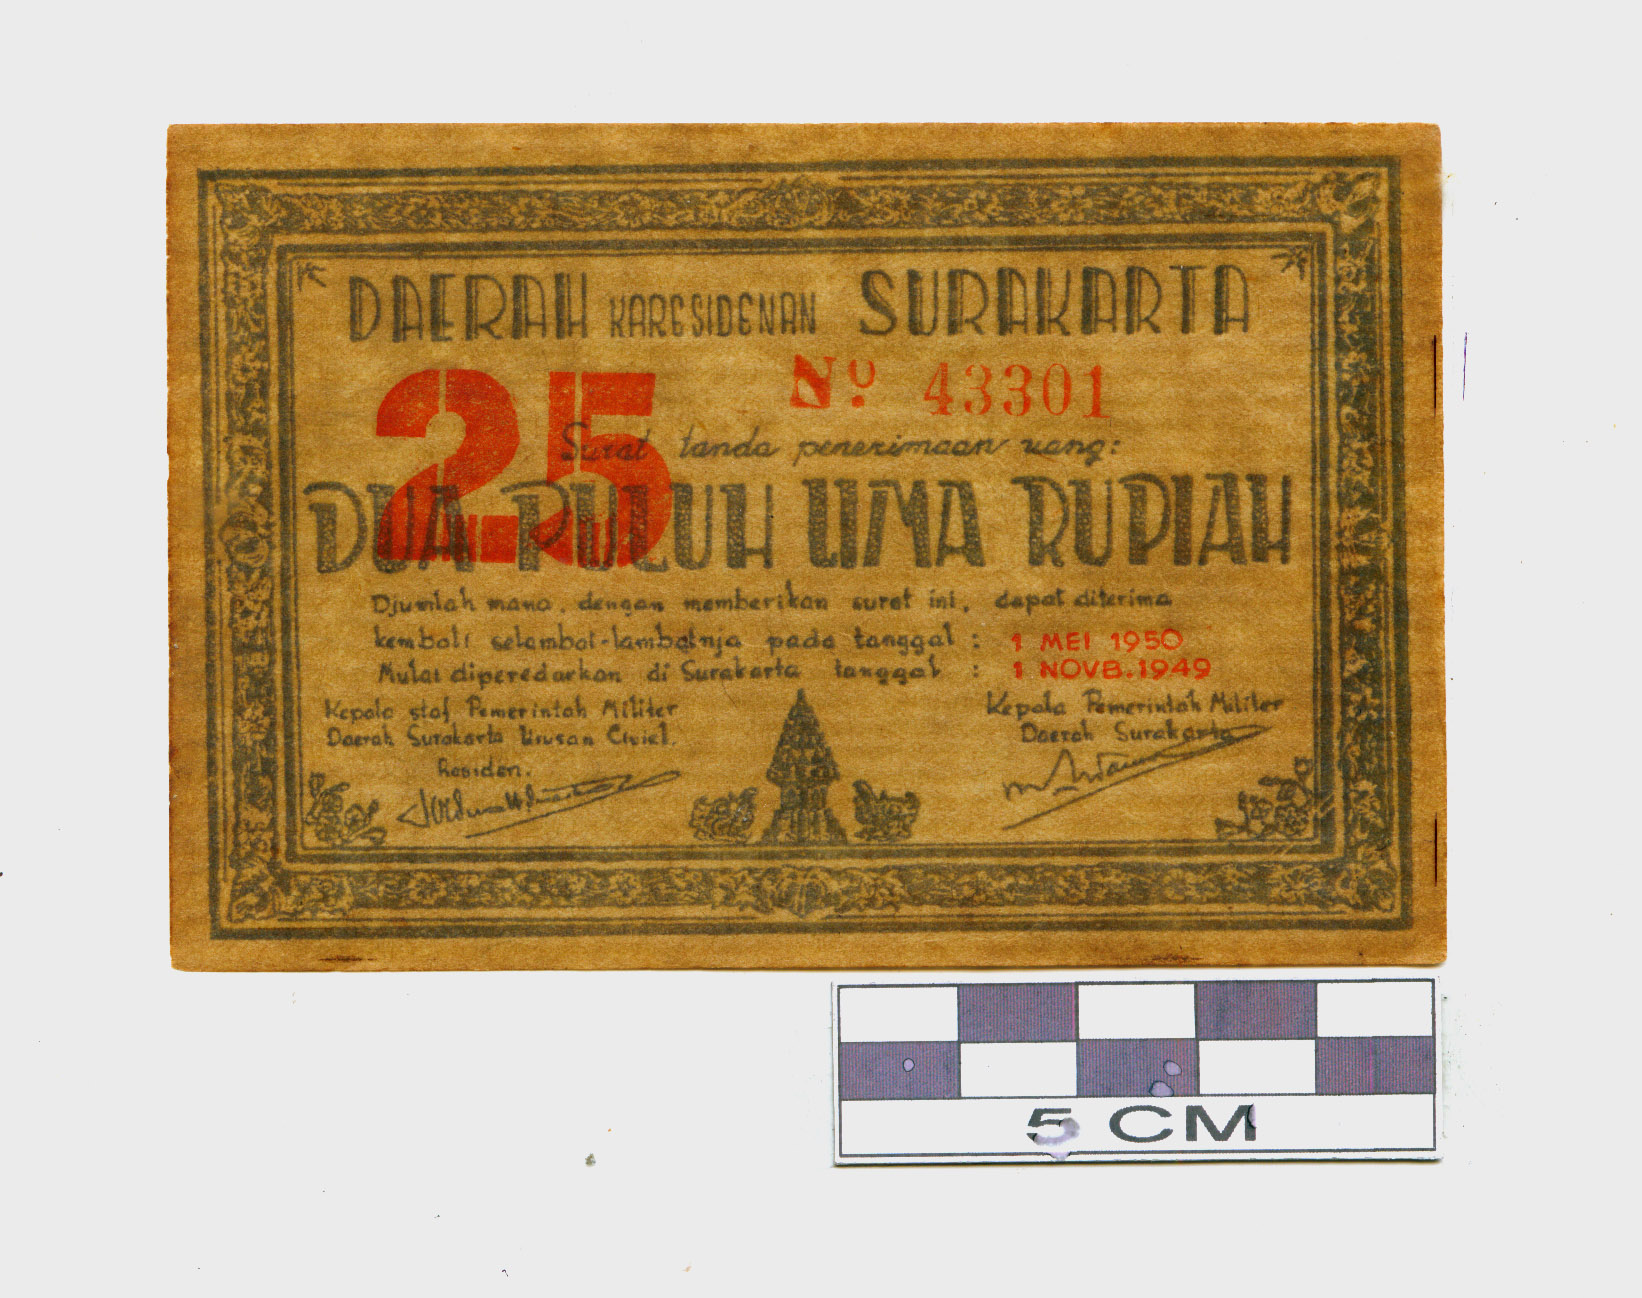 DAERAH KARESIDENAN SURAKARTA
25
No. 43301
Surat tanda penerimaan uang:
DUA PULUH LIMA RUPIAH
Djumlah mana, dengan memberikan surat ini, dapat diterima
kembali selambat-lambatnja pada tanggal : 1 MEI 1950
Mulai diperedarkan di Surakarta tanggal : 1 NOVB.1949
Kepala staf Pemerintah Militer
Daerah Surakarta Urusan Civiel.
Residen.
Kepala Pemerintah Militer
Daerah Surakarta
5 CM